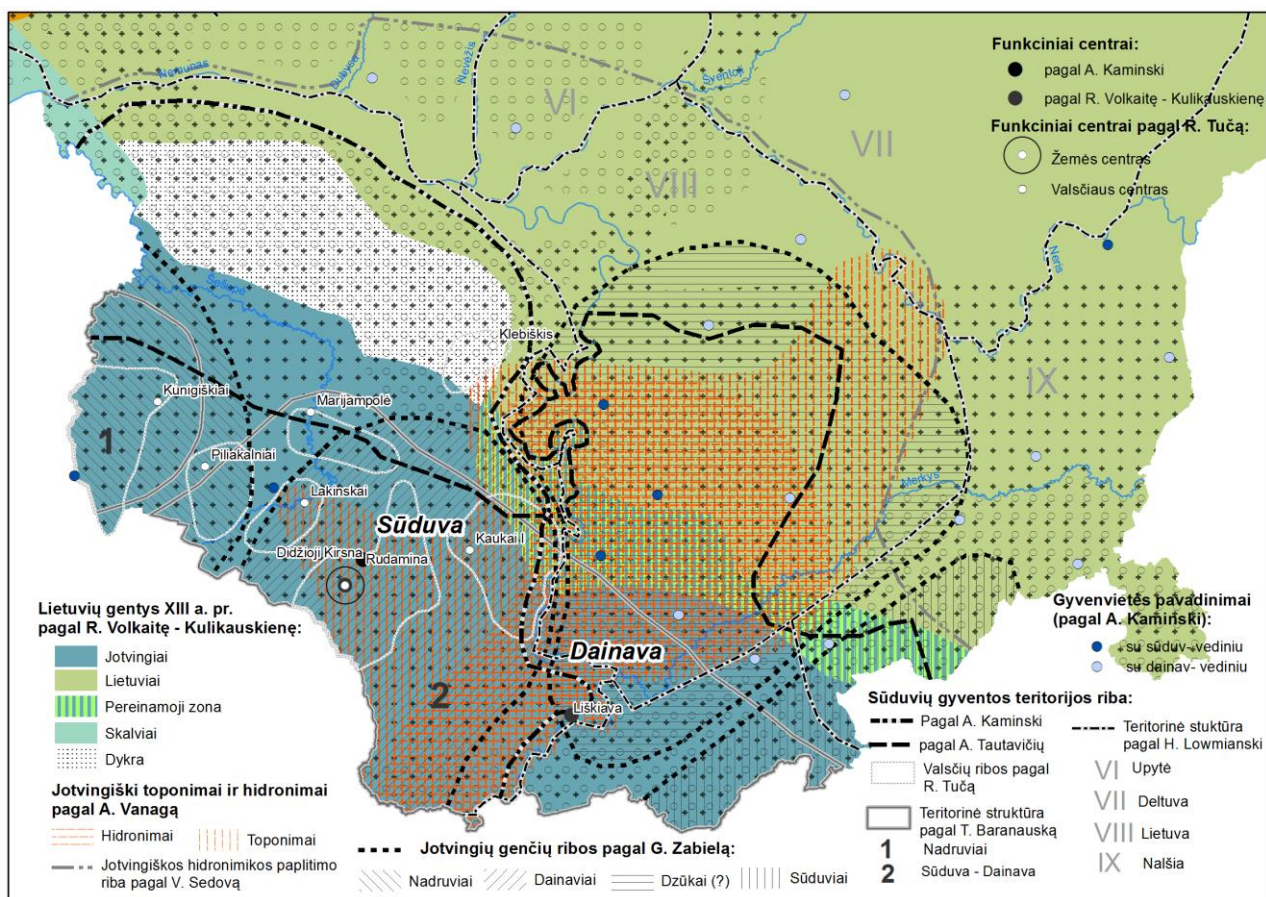 Funkciniai centrai:
pagal A. Kaminski
pagal R. Volkaitę - Kulikauskienę
Funkciniai centrai pagal R. Tučą:
Žemės centras
Valsčiaus centras
Nemunas
Dubysa
Nevėžis
Šventoji
VI
VII
VIII
Neris
IX
Šešupė
Klebiškis
Kunigiškiai
Marijampolė
1
Piliakalniai
Lakinskai
Merkys
Sūduva
Kaukai I
Didžioji Kirsna
Rudamina
Dainava
2
Liškiava
Lietuvių gentys XIII a. pr.
pagal R. Volkaitę - Kulikauskienę:
Jotvingiai
Lietuviai
Pereinamoji zona
Skalviai
Dykra
Jotvingiški toponimai ir hidronimai
pagal A. Vanagą
Hidronimai
Toponimai
Jotvingiškos hidronimikos paplitimo
riba pagal V. Sedovą
Jotvingių genčių ribos pagal G. Zabielą:
Nadruviai
Dainaviai
Dzūkai (?)
Sūduviai
Gyvenvietės pavadinimai
(pagal A. Kaminski):
su sūduv- vediniu
su dainav- vediniu
Sūduvių gyventos teritorijos riba:
Pagal A. Kaminski
pagal A. Tautavičių
Valsčių ribos pagal
R. Tučą
Teritorinė struktūra
pagal T. Baranauską
1 Nadruviai
2 Sūduva - Dainava
Teritorinė stuktūra
pagal H. Lowmianski
VI Upytė
VII Deltuva
VIII Lietuva
IX Nalšia